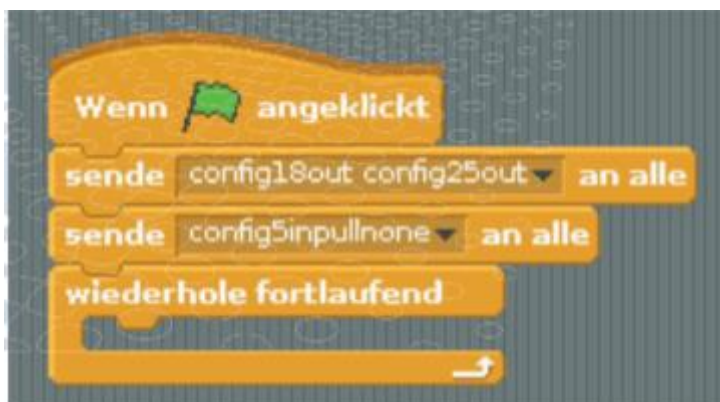 Wenn angeklickt
sende config18out config25out an alle
sende config5inpullnone an alle
wiederhole fortlaufend